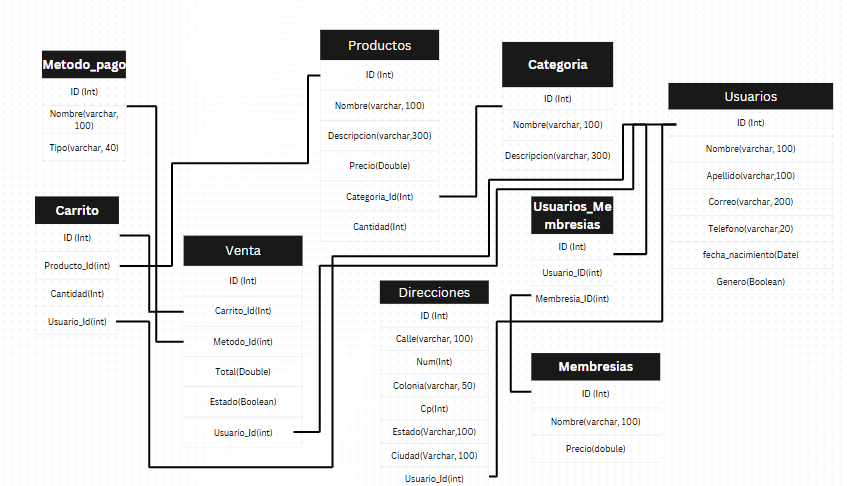 Metodo_pago
ID (Int)
Nombre(varchar,
100)
Tipo(varchar, 40)
Productos
ID (Int)
Nombre(varchar, 100)
Descripcion(varchar,300)
Precio(Double)
Categoria_Id(Int)
Cantidad(Int)
Categoria
ID (Int)
Nombre(varchar, 100)
Descripcion(varchar, 300)
Usuarios
ID (Int)
Nombre(varchar, 100)
Apellido(varchar,100)
Correo(varchar, 200)
Telefono(varchar,20)
fecha_nacimiento(Date)
Genero(Boolean)
Carrito
ID (Int)
Producto_Id(int)
Cantidad(Int)
Usuario_Id(int)
Venta
ID (Int)
Carrito_Id(Int)
Metodo_Id(int)
Total(Double)
Estado(Boolean)
Usuario_Id(int)
Direcciones
ID (Int)
Calle(varchar, 100)
Num(Int)
Colonia(varchar, 50)
Cp(Int)
Estado(Varchar,100)
Ciudad(Varchar, 100)
Usuario_Id(int)
Usuarios_Me
mbresias
ID (Int)
Usuario_ID(int)
Membresia_ID(int)
Membresias
ID (Int)
Nombre(varchar, 100)
Precio(dobule)